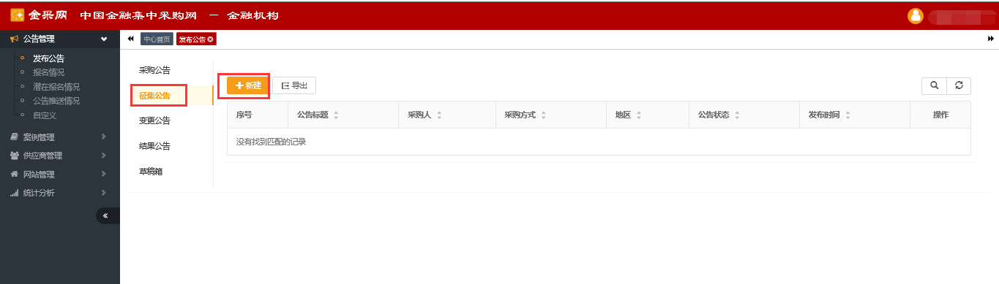 金采网 中国金融集中采购网 — 金融机构
公告管理
发布公告
报名情况
潜在报名情况
公告推送情况
自定义
案例管理
供应商管理
网站管理
统计分析
中心首页 发布公告
采购公告
征集公告
变更公告
结果公告
草稿箱
新建 导出
序号 公告标题 采购人 采购方式 地区 公告状态 发布时间 操作
没有找到匹配的记录